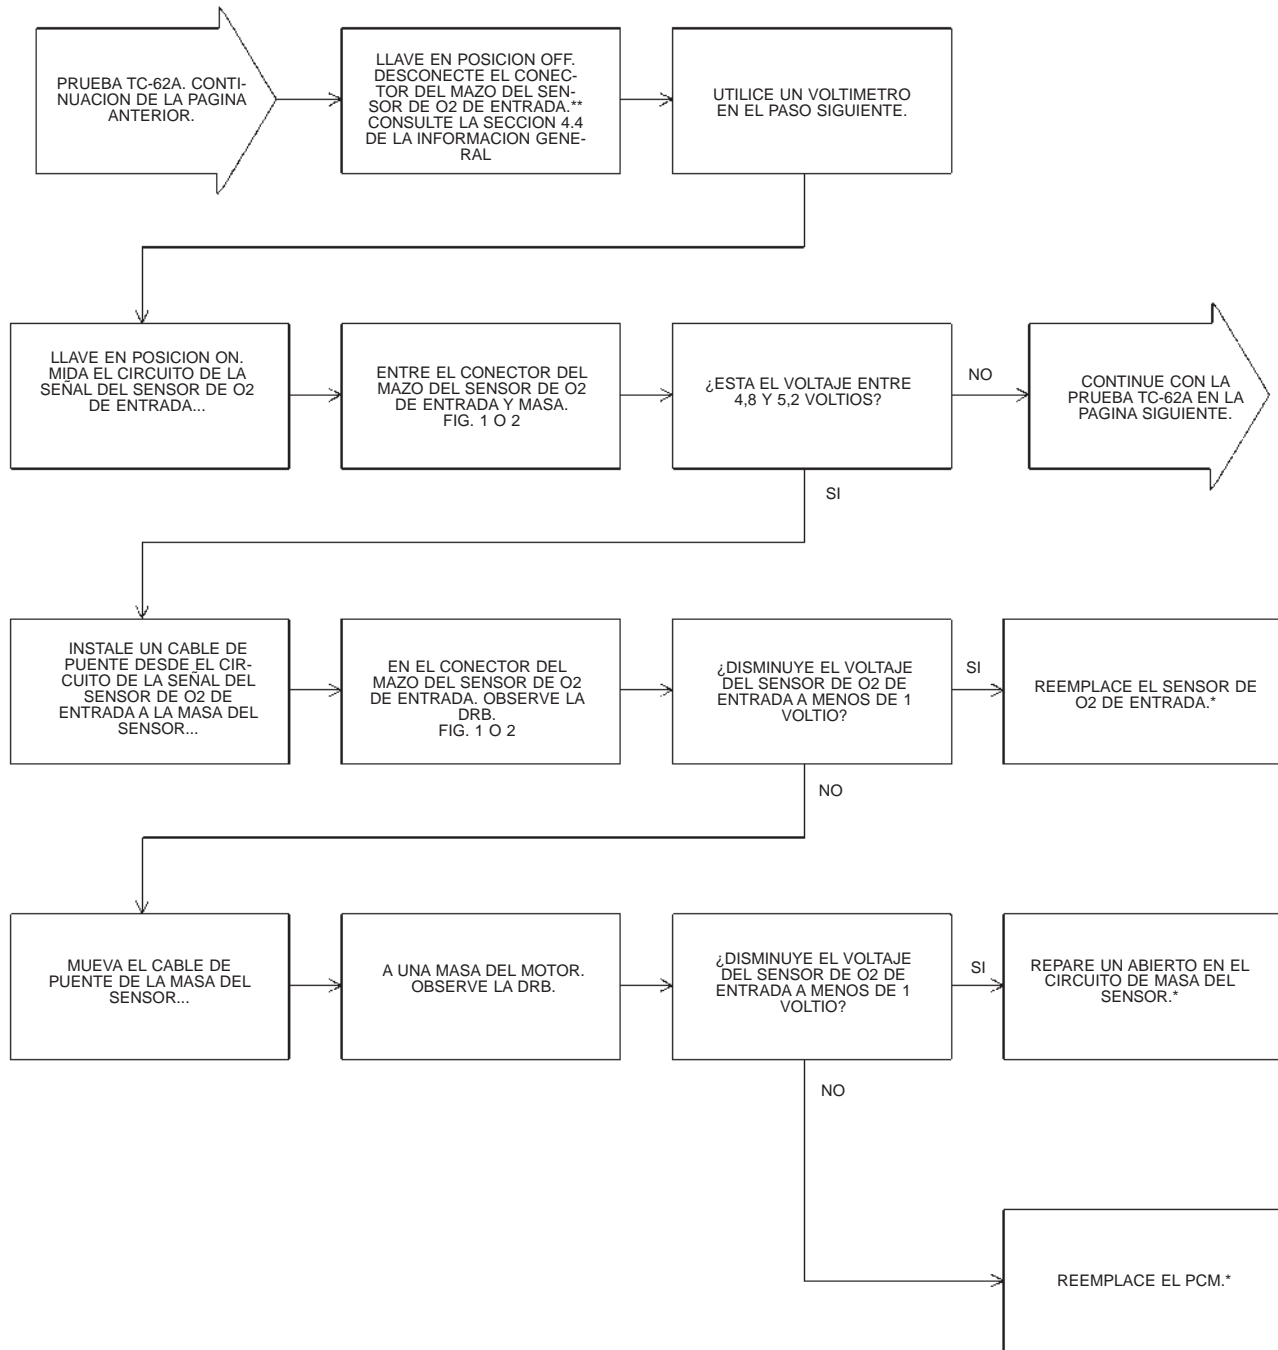 PRUEBA TC-62A. CONTI-
NUACION DE LA PAGINA
ANTERIOR.
LLAVE EN POSICION OFF.
DESCONECTE EL CONEC-
TOR DEL MAZO DEL SEN-
SOR DE O2 DE ENTRADA.**
CONSULTE LA SECCION 4.4
DE LA INFORMACION GENE-
RAL
UTILICE UN VOLTIMETRO
EN EL PASO SIGUIENTE.
LLAVE EN POSICION ON.
MIDA EL CIRCUITO DE LA
SEÑAL DEL SENSOR DE O2
DE ENTRADA...
ENTRE EL CONECTOR DEL
MAZO DEL SENSOR DE O2
DE ENTRADA Y MASA.
FIG. 1 O 2
¿ESTA EL VOLTAJE ENTRE
4,8 Y 5,2 VOLTIOS?
NO
CONTINUE CON LA
PRUEBA TC-62A EN LA
PAGINA SIGUIENTE.
SI
INSTALE UN CABLE DE
PUENTE DESDE EL CIR-
CUITO DE LA SEÑAL DEL
SENSOR DE O2 DE
ENTRADA A LA MASA DEL
SENSOR...
EN EL CONECTOR DEL
MAZO DEL SENSOR DE O2
DE ENTRADA. OBSERVE LA
DRB.
FIG. 1 O 2
¿DISMINUYE EL VOLTAJE
DEL SENSOR DE O2 DE
ENTRADA A MENOS DE 1
VOLTIO?
SI
REEMPLACE EL SENSOR DE
O2 DE ENTRADA.*
NO
MUEVA EL CABLE DE
PUENTE DE LA MASA DEL
SENSOR...
A UNA MASA DEL MOTOR.
OBSERVE LA DRB.
¿DISMINUYE EL VOLTAJE
DEL SENSOR DE O2 DE
ENTRADA A MENOS DE 1
VOLTIO?
SI
REPARE UN ABIERTO EN EL
CIRCUITO DE MASA DEL
SENSOR.*
NO
REEMPLACE EL PCM.*